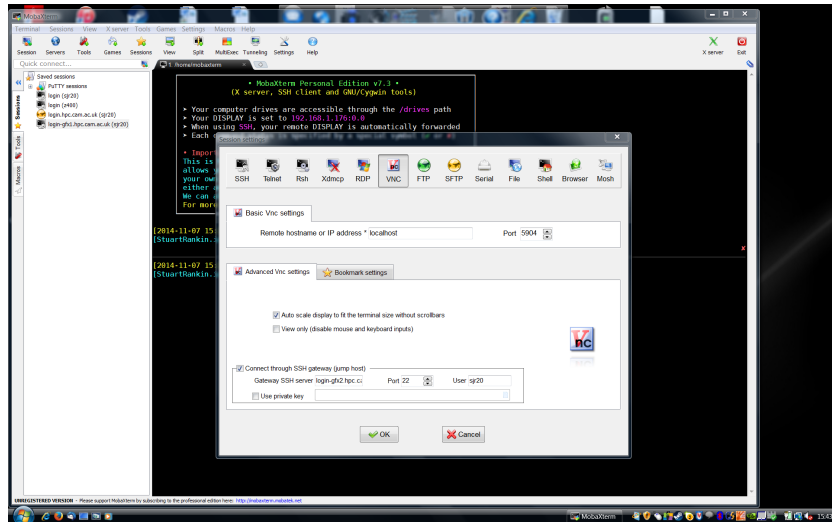 MobaXterm
Terminal Sessions View X server Tools Games Settings Macros Help
Session Servers Tools Games Sessions View Split MultiExec Tunneling Settings Help X server Exit
Quick connect...
1. /home/mobaxterm
Saved sessions
PuTTY sessions
login (sjr20)
login (z400)
login.hpc.cam.ac.uk (sjr20)
login-gfx1.hpc.cam.ac.uk (sjr20)
Sessions
Tools
Macros
• MobaXterm Personal Edition v7.3 •
(X server, SSH client and GNU/Cygwin tools)
➤ Your computer drives are accessible through the /drives path
➤ Your DISPLAY is set to 192.168.1.176:0.0
➤ When using SSH, your remote DISPLAY is automatically forwarded
➤ Each
• Import
This is
allows
your own
either
We can
For more
[2014-11-07 15:
[StuartRankin.
[2014-11-07 15:
[StuartRankin.
Session settings
SSH Telnet Rsh Xdmcp RDP VNC FTP SFTP Serial File Shell Browser Mosh
Basic Vnc settings
Remote hostname or IP address * localhost Port 5904
Advanced Vnc settings Bookmark settings
Auto scale display to fit the terminal size without scrollbars
View only (disable mouse and keyboard inputs)
Connect through SSH gateway (jump host)
Gateway SSH server login-gfx2.hpc.ca Port 22 User sjr20
Use private key
OK Cancel
UNREGISTERED VERSION - Please support MobaXterm by subscribing to the professional edition here: http://mobaxterm.mobatek.net
MobaXterm 15:43